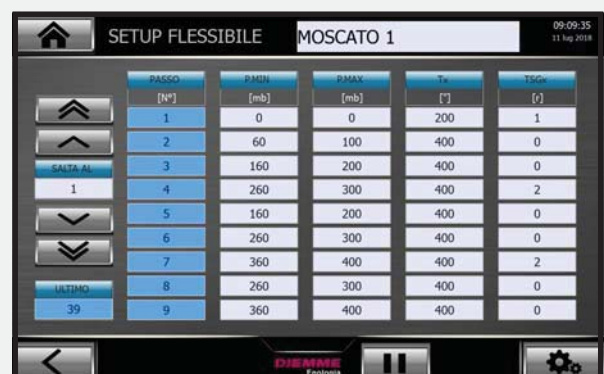 SETUP FLESSIBILE MOSCATO 1 09:09:35
11 lug 2018
PASSO P.MIN P.MAX Tv TSGv
[N°] [mb] [mb] ["] [r]
1 0 0 200 1
2 60 100 400 0
SALTA AL 3 160 200 400 0
1 4 260 300 400 2
5 160 200 400 0
6 260 300 400 0
7 360 400 400 2
ULTIMO 8 260 300 400 0
39 9 360 400 400 0
DIEMME
Enologia